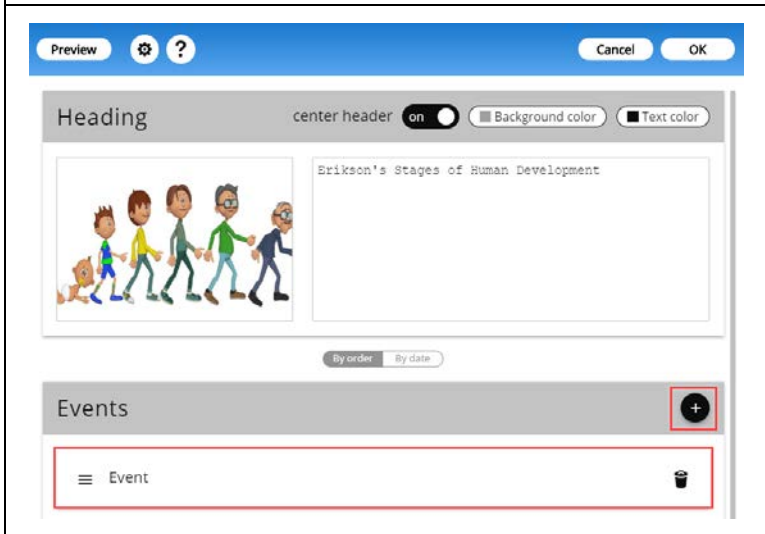 Preview ? Cancel OK
Heading center header on Background color Text color
Erikson's Stages of Human Development
By order By date
Events +
Event